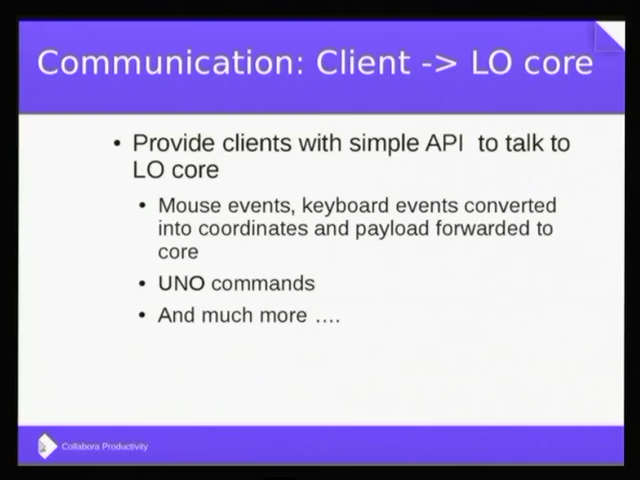 Communication: Client -> LO core
• Provide clients with simple API to talk to
LO core
• Mouse events, keyboard events converted
into coordinates and payload forwarded to
core
• UNO commands
• And much more ....
Collabora Productivity